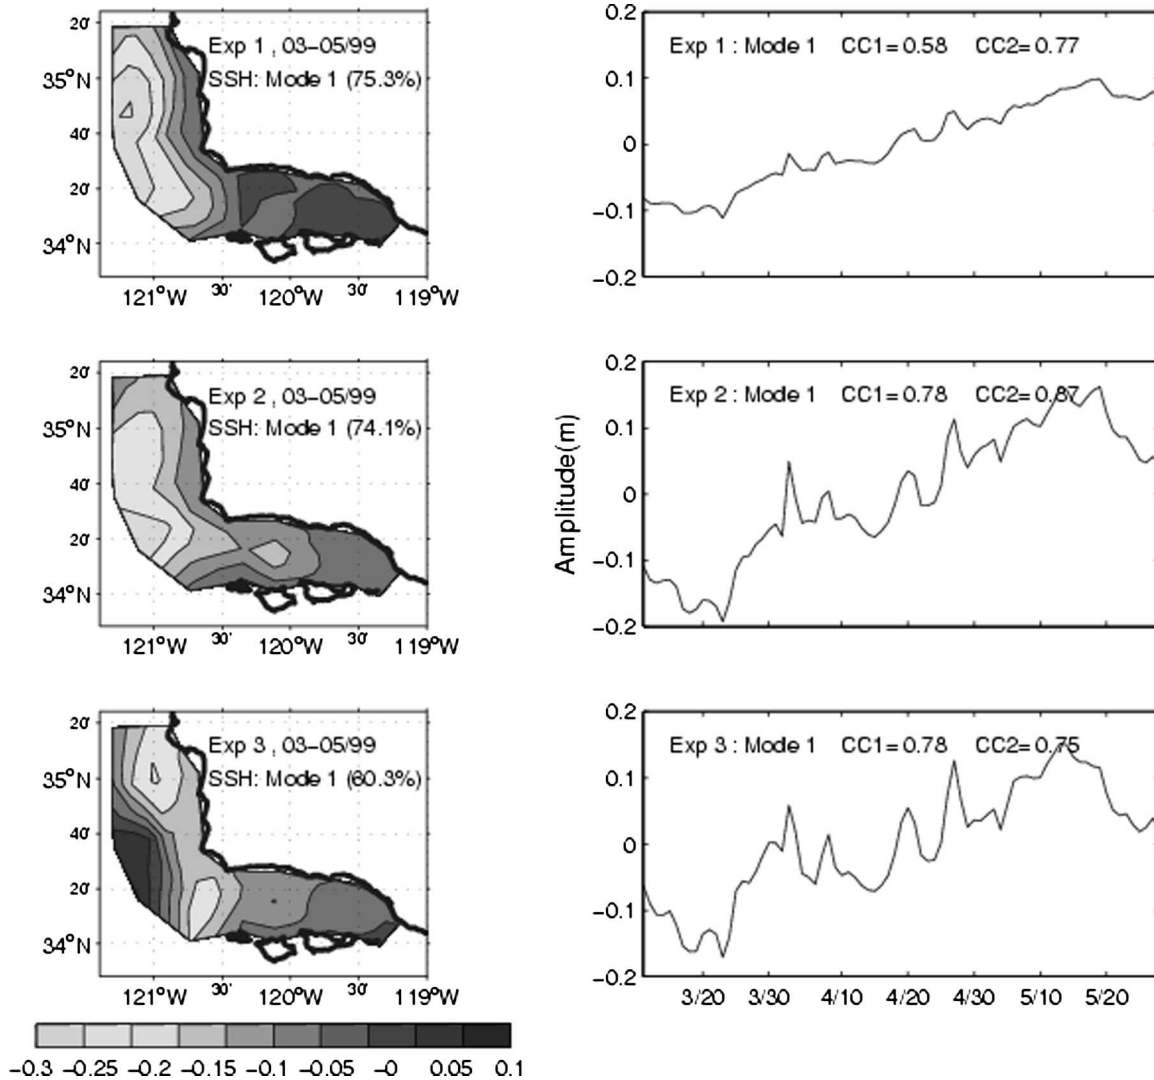 20'
Exp 1 , 03-05/99
35°N
SSH: Mode 1 (75.3%)
40'
20'
34°N
121°W 30' 120°W 30' 119°W
0.2
Exp 1 : Mode 1 CC1= 0.58 CC2= 0.77
0.1
0
-0.1
-0.2
20'
Exp 2 , 03-05/99
35°N
SSH: Mode 1 (74.1%)
40'
20'
34°N
121°W 30' 120°W 30' 119°W
Amplitude(m)
0.2
Exp 2 : Mode 1 CC1= 0.78 CC2= 0.87
0.1
0
-0.1
-0.2
20'
Exp 3 , 03-05/99
35°N
SSH: Mode 1 (60.3%)
40'
20'
34°N
121°W 30' 120°W 30' 119°W
0.2
Exp 3 : Mode 1 CC1= 0.78 CC2= 0.75
0.1
0
-0.1
-0.2
3/20 3/30 4/10 4/20 4/30 5/10 5/20
-0.3 -0.25 -0.2 -0.15 -0.1 -0.05 -0 0.05 0.1